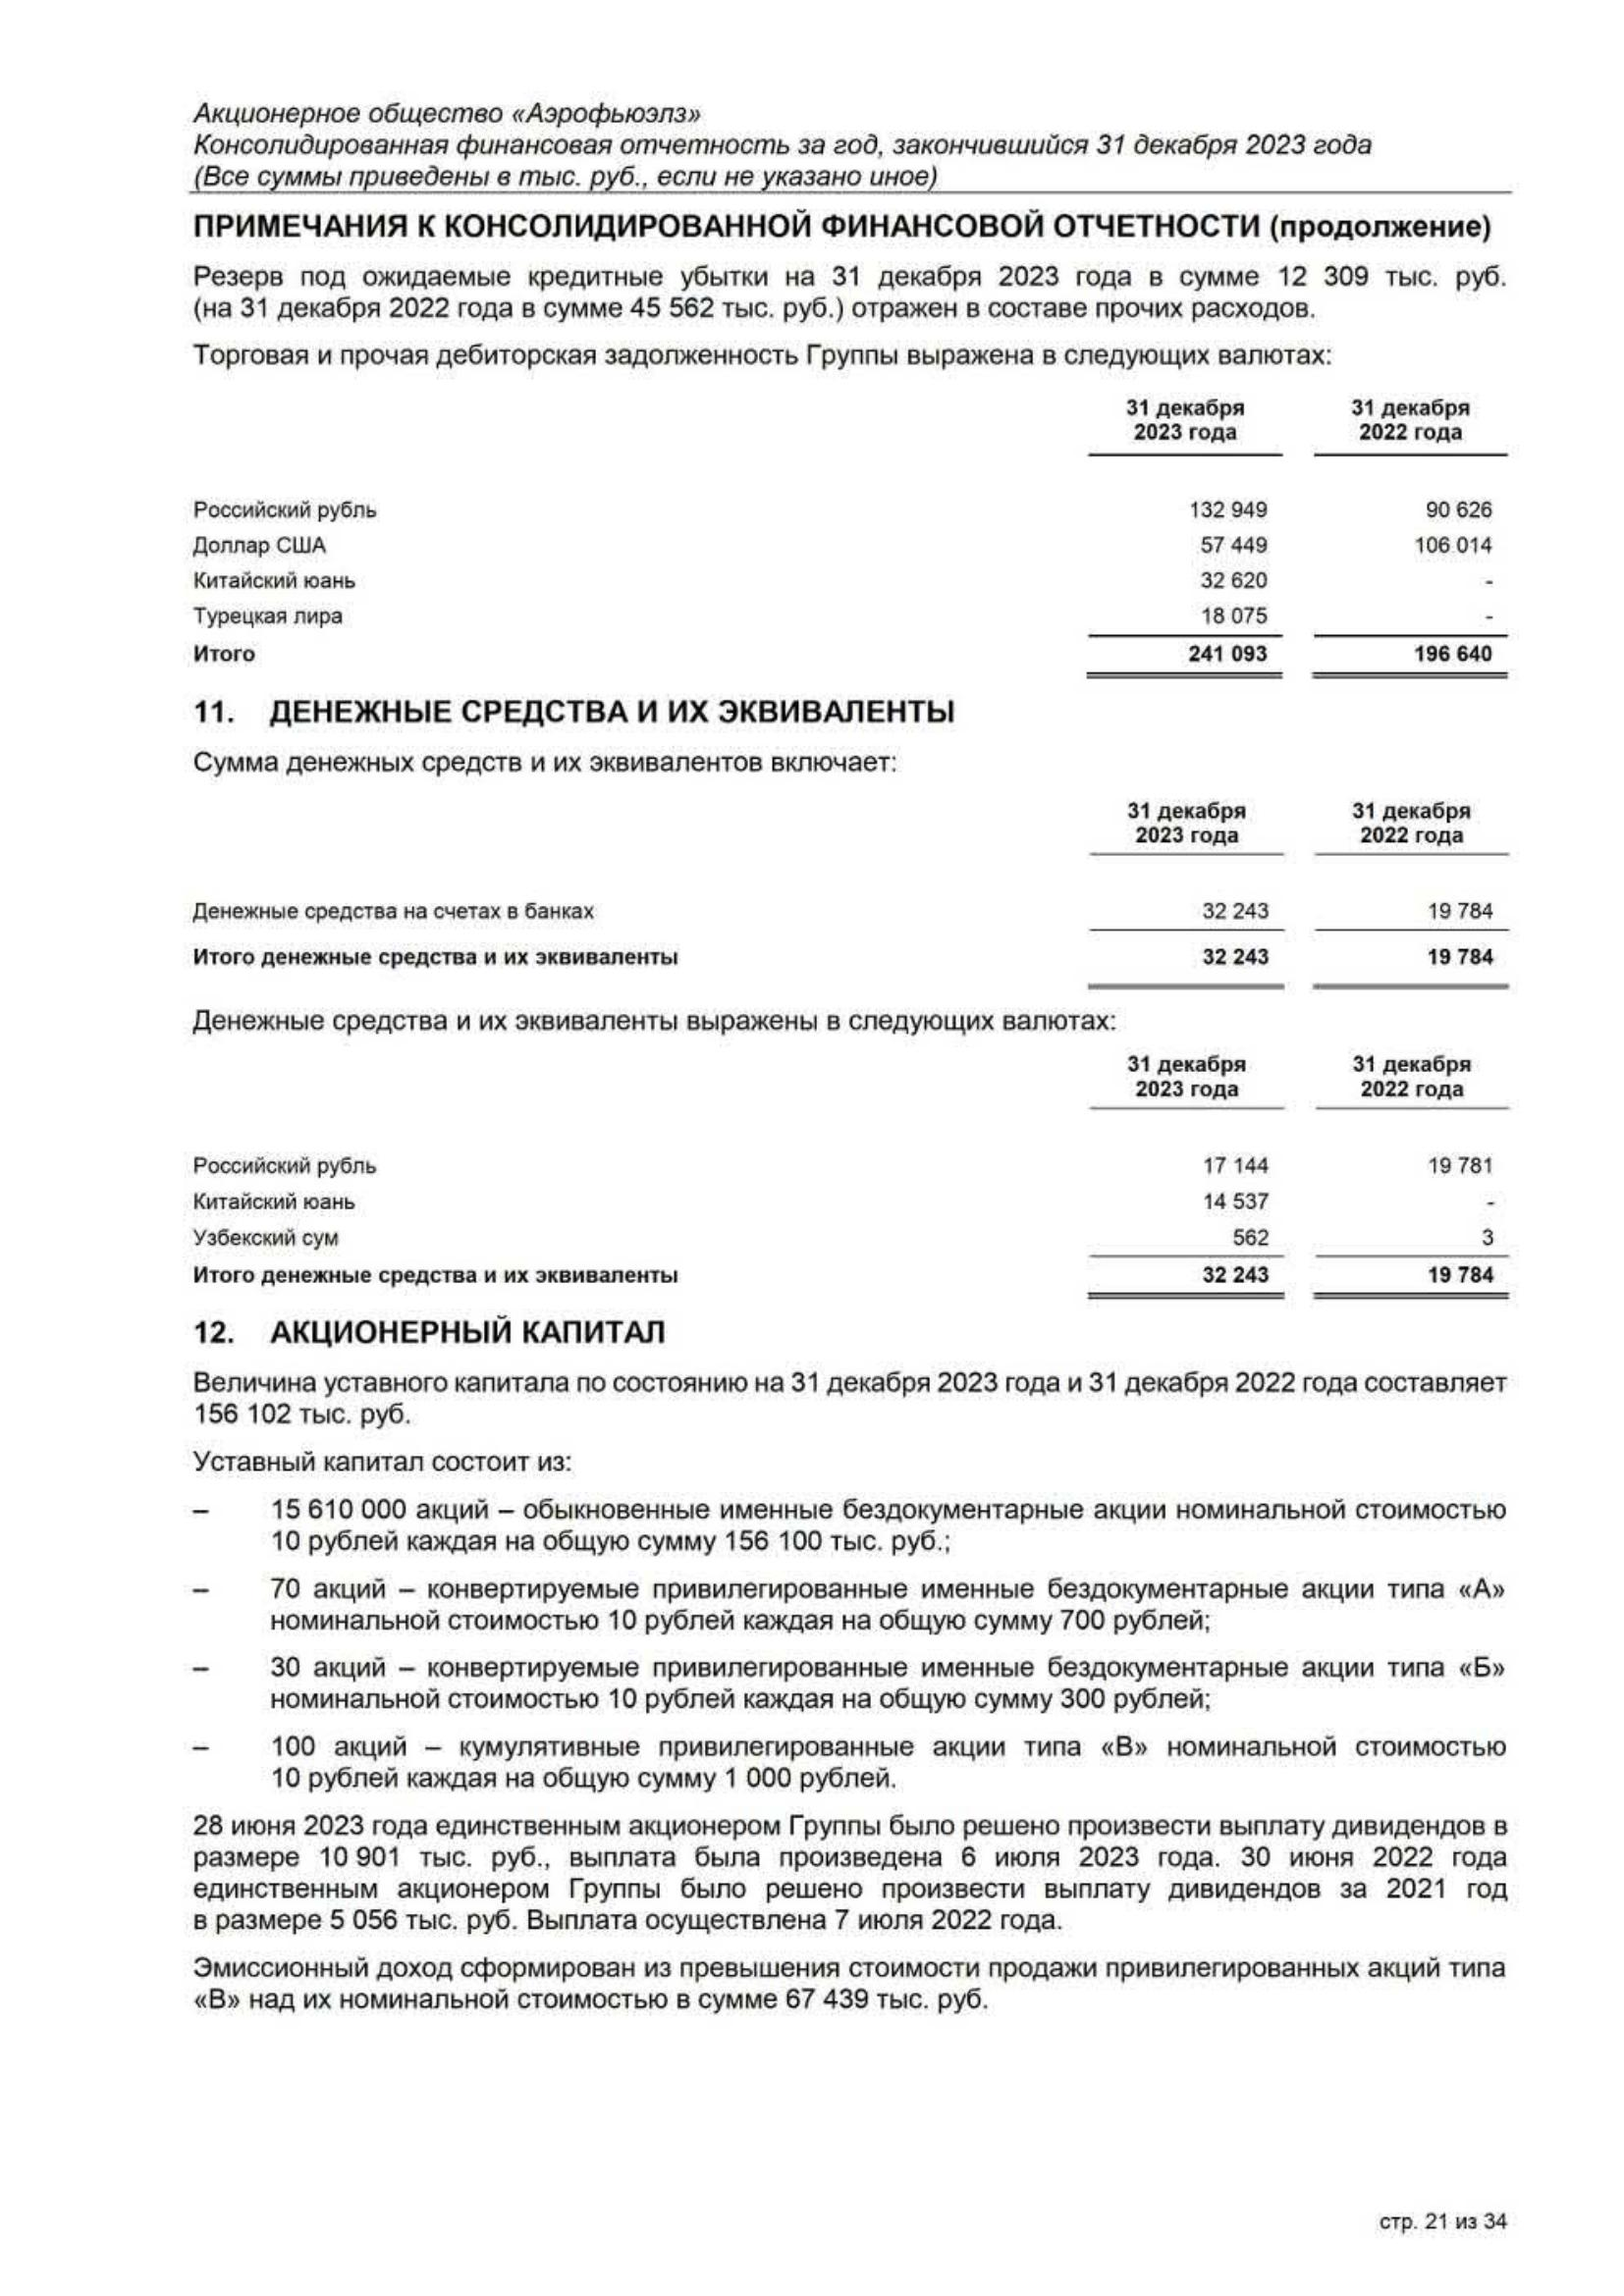 Акционерное общество «Аэрофьюэлз»
Консолидированная финансовая отчетность за год, закончившийся 31 декабря 2023 года
(Все суммы приведены в тыс. руб., если не указано иное)
ПРИМЕЧАНИЯ К КОНСОЛИДИРОВАННОЙ ФИНАНСОВОЙ ОТЧЕТНОСТИ (продолжение)
Резерв под ожидаемые кредитные убытки на 31 декабря 2023 года в сумме 12 309 тыс. руб.
(на 31 декабря 2022 года в сумме 45 562 тыс. руб.) отражен в составе прочих расходов.
Торговая и прочая дебиторская задолженность Группы выражена в следующих валютах:
31 декабря 31 декабря
2023 года 2022 года
Российский рубль 132 949 90 626
Доллар США 57 449 106 014
Китайский юань 32 620 -
Турецкая лира 18 075 -
Итого 241 093 196 640
11. ДЕНЕЖНЫЕ СРЕДСТВА И ИХ ЭКВИВАЛЕНТЫ
Сумма денежных средств и их эквивалентов включает:
31 декабря 31 декабря
2023 года 2022 года
Денежные средства на счетах в банках 32 243 19 784
Итого денежные средства и их эквиваленты 32 243 19 784
Денежные средства и их эквиваленты выражены в следующих валютах:
31 декабря 31 декабря
2023 года 2022 года
Российский рубль 17 144 19 781
Китайский юань 14 537 -
Узбекский сум 562 3
Итого денежные средства и их эквиваленты 32 243 19 784
12. АКЦИОНЕРНЫЙ КАПИТАЛ
Величина уставного капитала по состоянию на 31 декабря 2023 года и 31 декабря 2022 года составляет
156 102 тыс. руб.
Уставный капитал состоит из:
– 15 610 000 акций – обыкновенные именные бездокументарные акции номинальной стоимостью
10 рублей каждая на общую сумму 156 100 тыс. руб.;
– 70 акций – конвертируемые привилегированные именные бездокументарные акции типа «А»
номинальной стоимостью 10 рублей каждая на общую сумму 700 рублей;
– 30 акций – конвертируемые привилегированные именные бездокументарные акции типа «Б»
номинальной стоимостью 10 рублей каждая на общую сумму 300 рублей;
– 100 акций – кумулятивные привилегированные акции типа «В» номинальной стоимостью
10 рублей каждая на общую сумму 1 000 рублей.
28 июня 2023 года единственным акционером Группы было решено произвести выплату дивидендов в
размере 10 901 тыс. руб., выплата была произведена 6 июля 2023 года. 30 июня 2022 года
единственным акционером Группы было решено произвести выплату дивидендов за 2021 год
в размере 5 056 тыс. руб. Выплата осуществлена 7 июля 2022 года.
Эмиссионный доход сформирован из превышения стоимости продажи привилегированных акций типа
«В» над их номинальной стоимостью в сумме 67 439 тыс. руб.
стр. 21 из 34